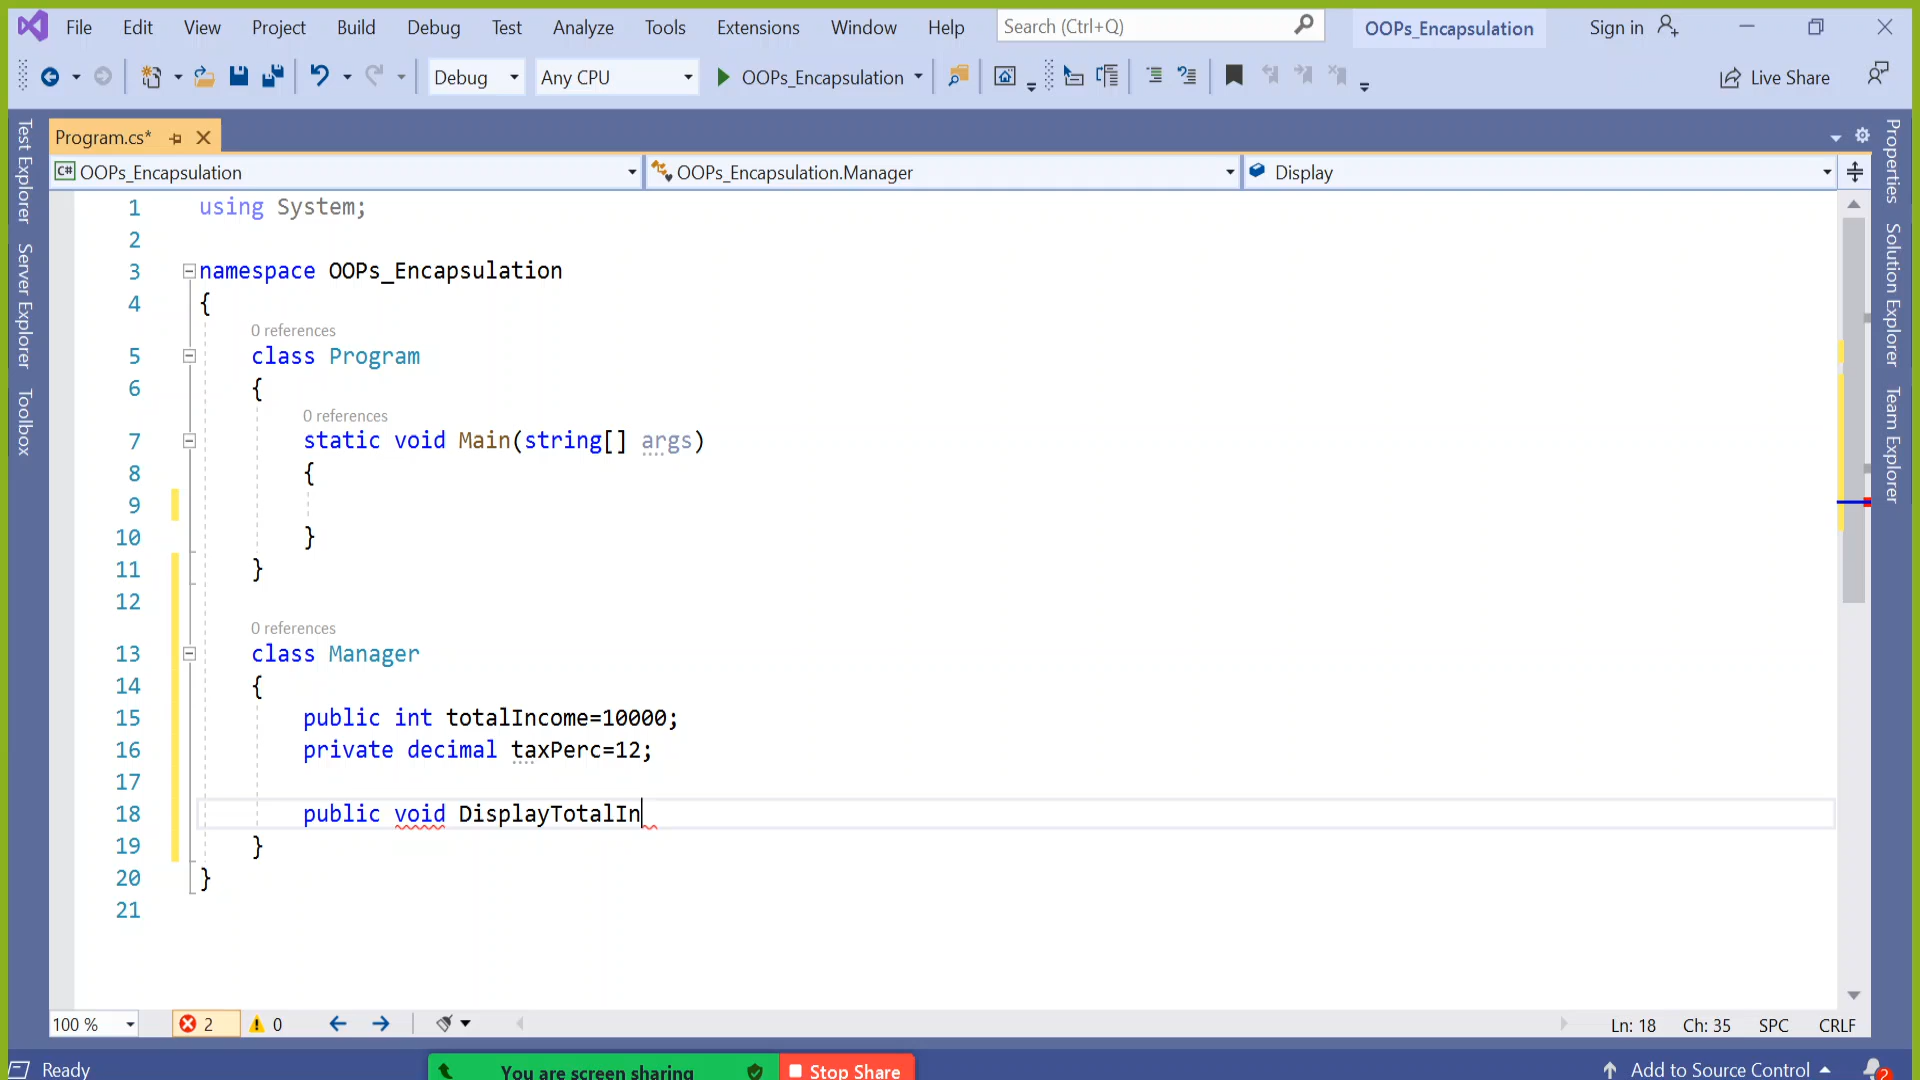 File Edit View Project Build Debug Test Analyze Tools Extensions Window Help Search (Ctrl+Q) OOPs_Encapsulation Sign in
Debug Any CPU OOPs_Encapsulation Live Share
Test Explorer
Server Explorer
Toolbox
Program.cs*
C# OOPs_Encapsulation OOPs_Encapsulation.Manager Display
1 using System;
2
3 namespace OOPs_Encapsulation
4 {
0 references
5 class Program
6 {
0 references
7 static void Main(string[] args)
8 {
9
10 }
11 }
12
0 references
13 class Manager
14 {
15 public int totalIncome=10000;
16 private decimal taxPerc=12;
17
18 public void DisplayTotalIn
19 }
20 }
21
Properties
Solution Explorer
Team Explorer
100 % 2 0 Ln: 18 Ch: 35 SPC CRLF
Ready You are screen sharing Stop Share Add to Source Control 2